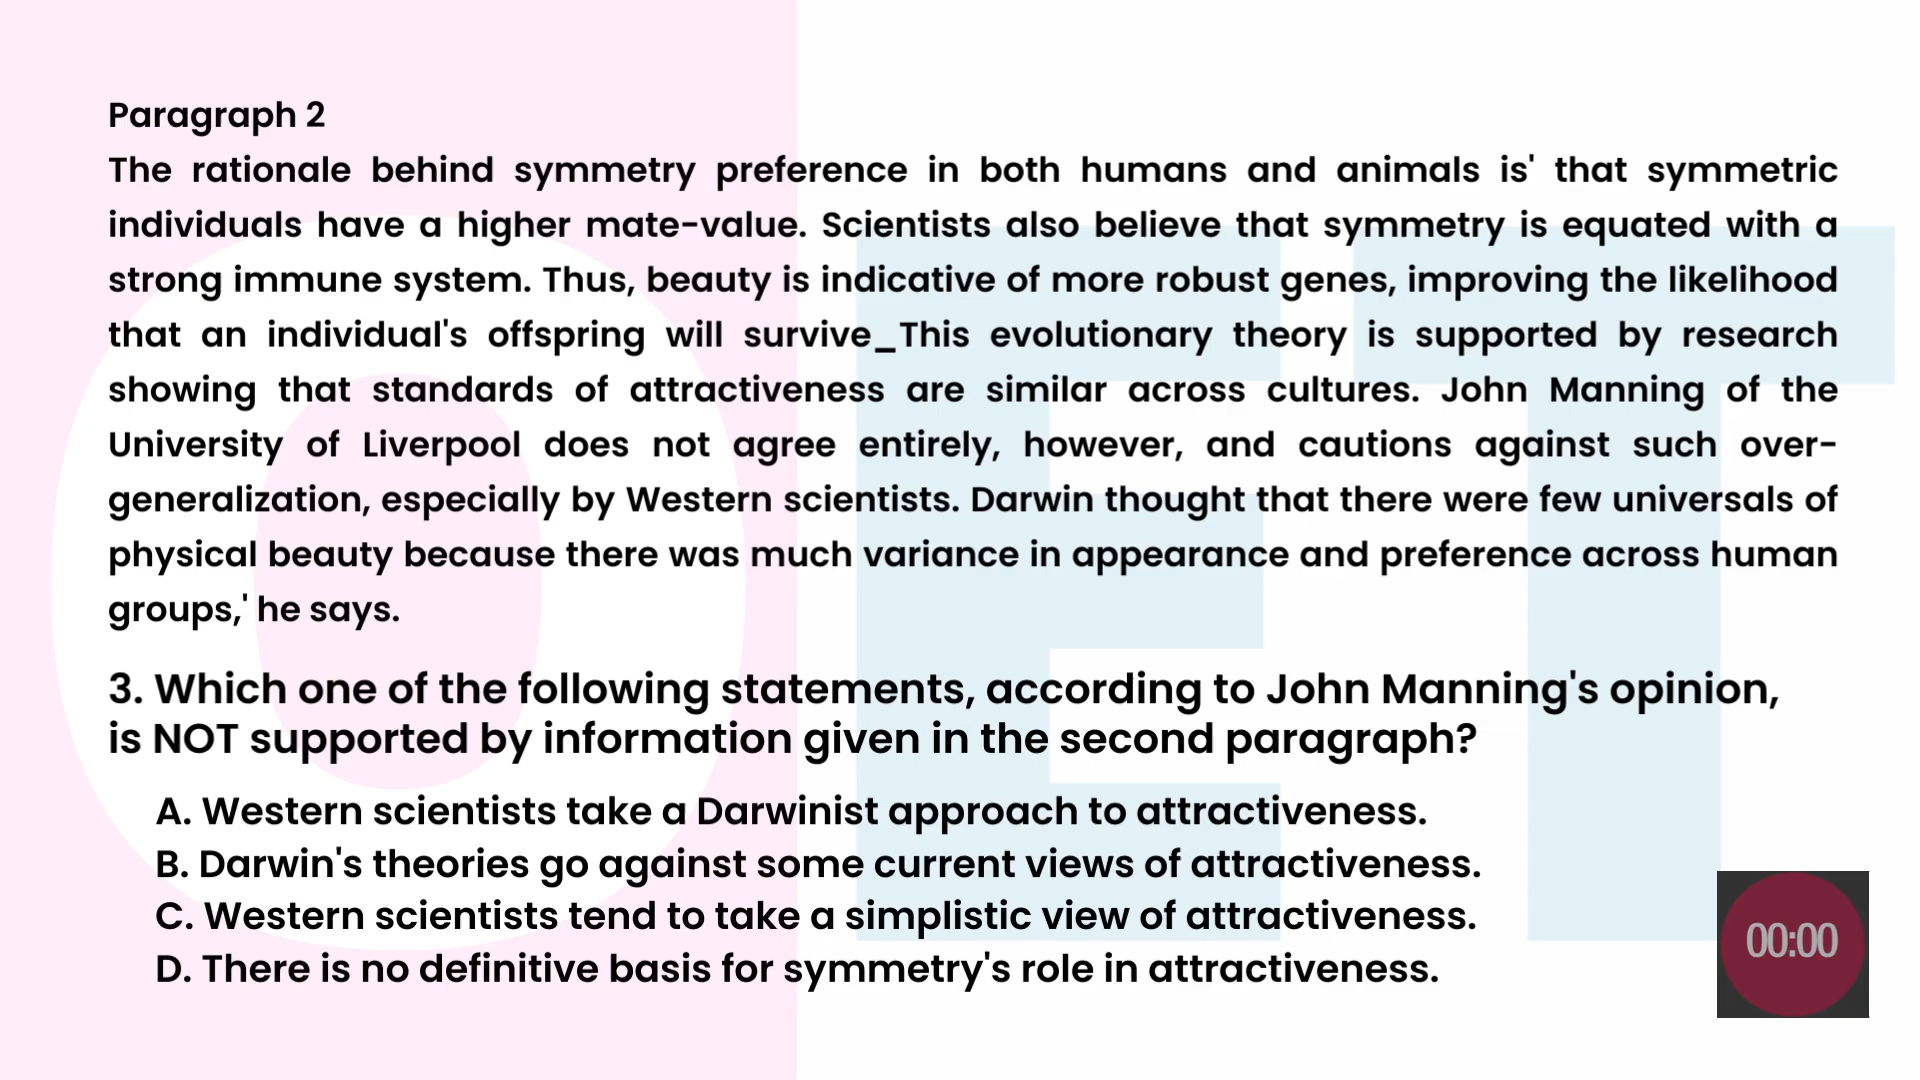 Paragraph 2
The rationale behind symmetry preference in both humans and animals is' that symmetric
individuals have a higher mate-value. Scientists also believe that symmetry is equated with a
strong immune system. Thus, beauty is indicative of more robust genes, improving the likelihood
that an individual's offspring will survive_This evolutionary theory is supported by research
showing that standards of attractiveness are similar across cultures. John Manning of the
University of Liverpool does not agree entirely, however, and cautions against such over-
generalization, especially by Western scientists. Darwin thought that there were few universals of
physical beauty because there was much variance in appearance and preference across human
groups,' he says.
3. Which one of the following statements, according to John Manning's opinion,
is NOT supported by information given in the second paragraph?
A. Western scientists take a Darwinist approach to attractiveness.
B. Darwin's theories go against some current views of attractiveness.
C. Western scientists tend to take a simplistic view of attractiveness.
D. There is no definitive basis for symmetry's role in attractiveness.
00:00
OET